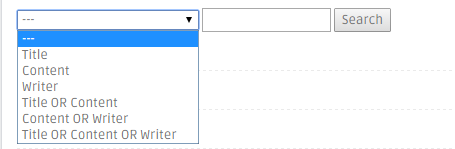 --- Search
---
Title
Content
Writer
Title OR Content
Content OR Writer
Title OR Content OR Writer